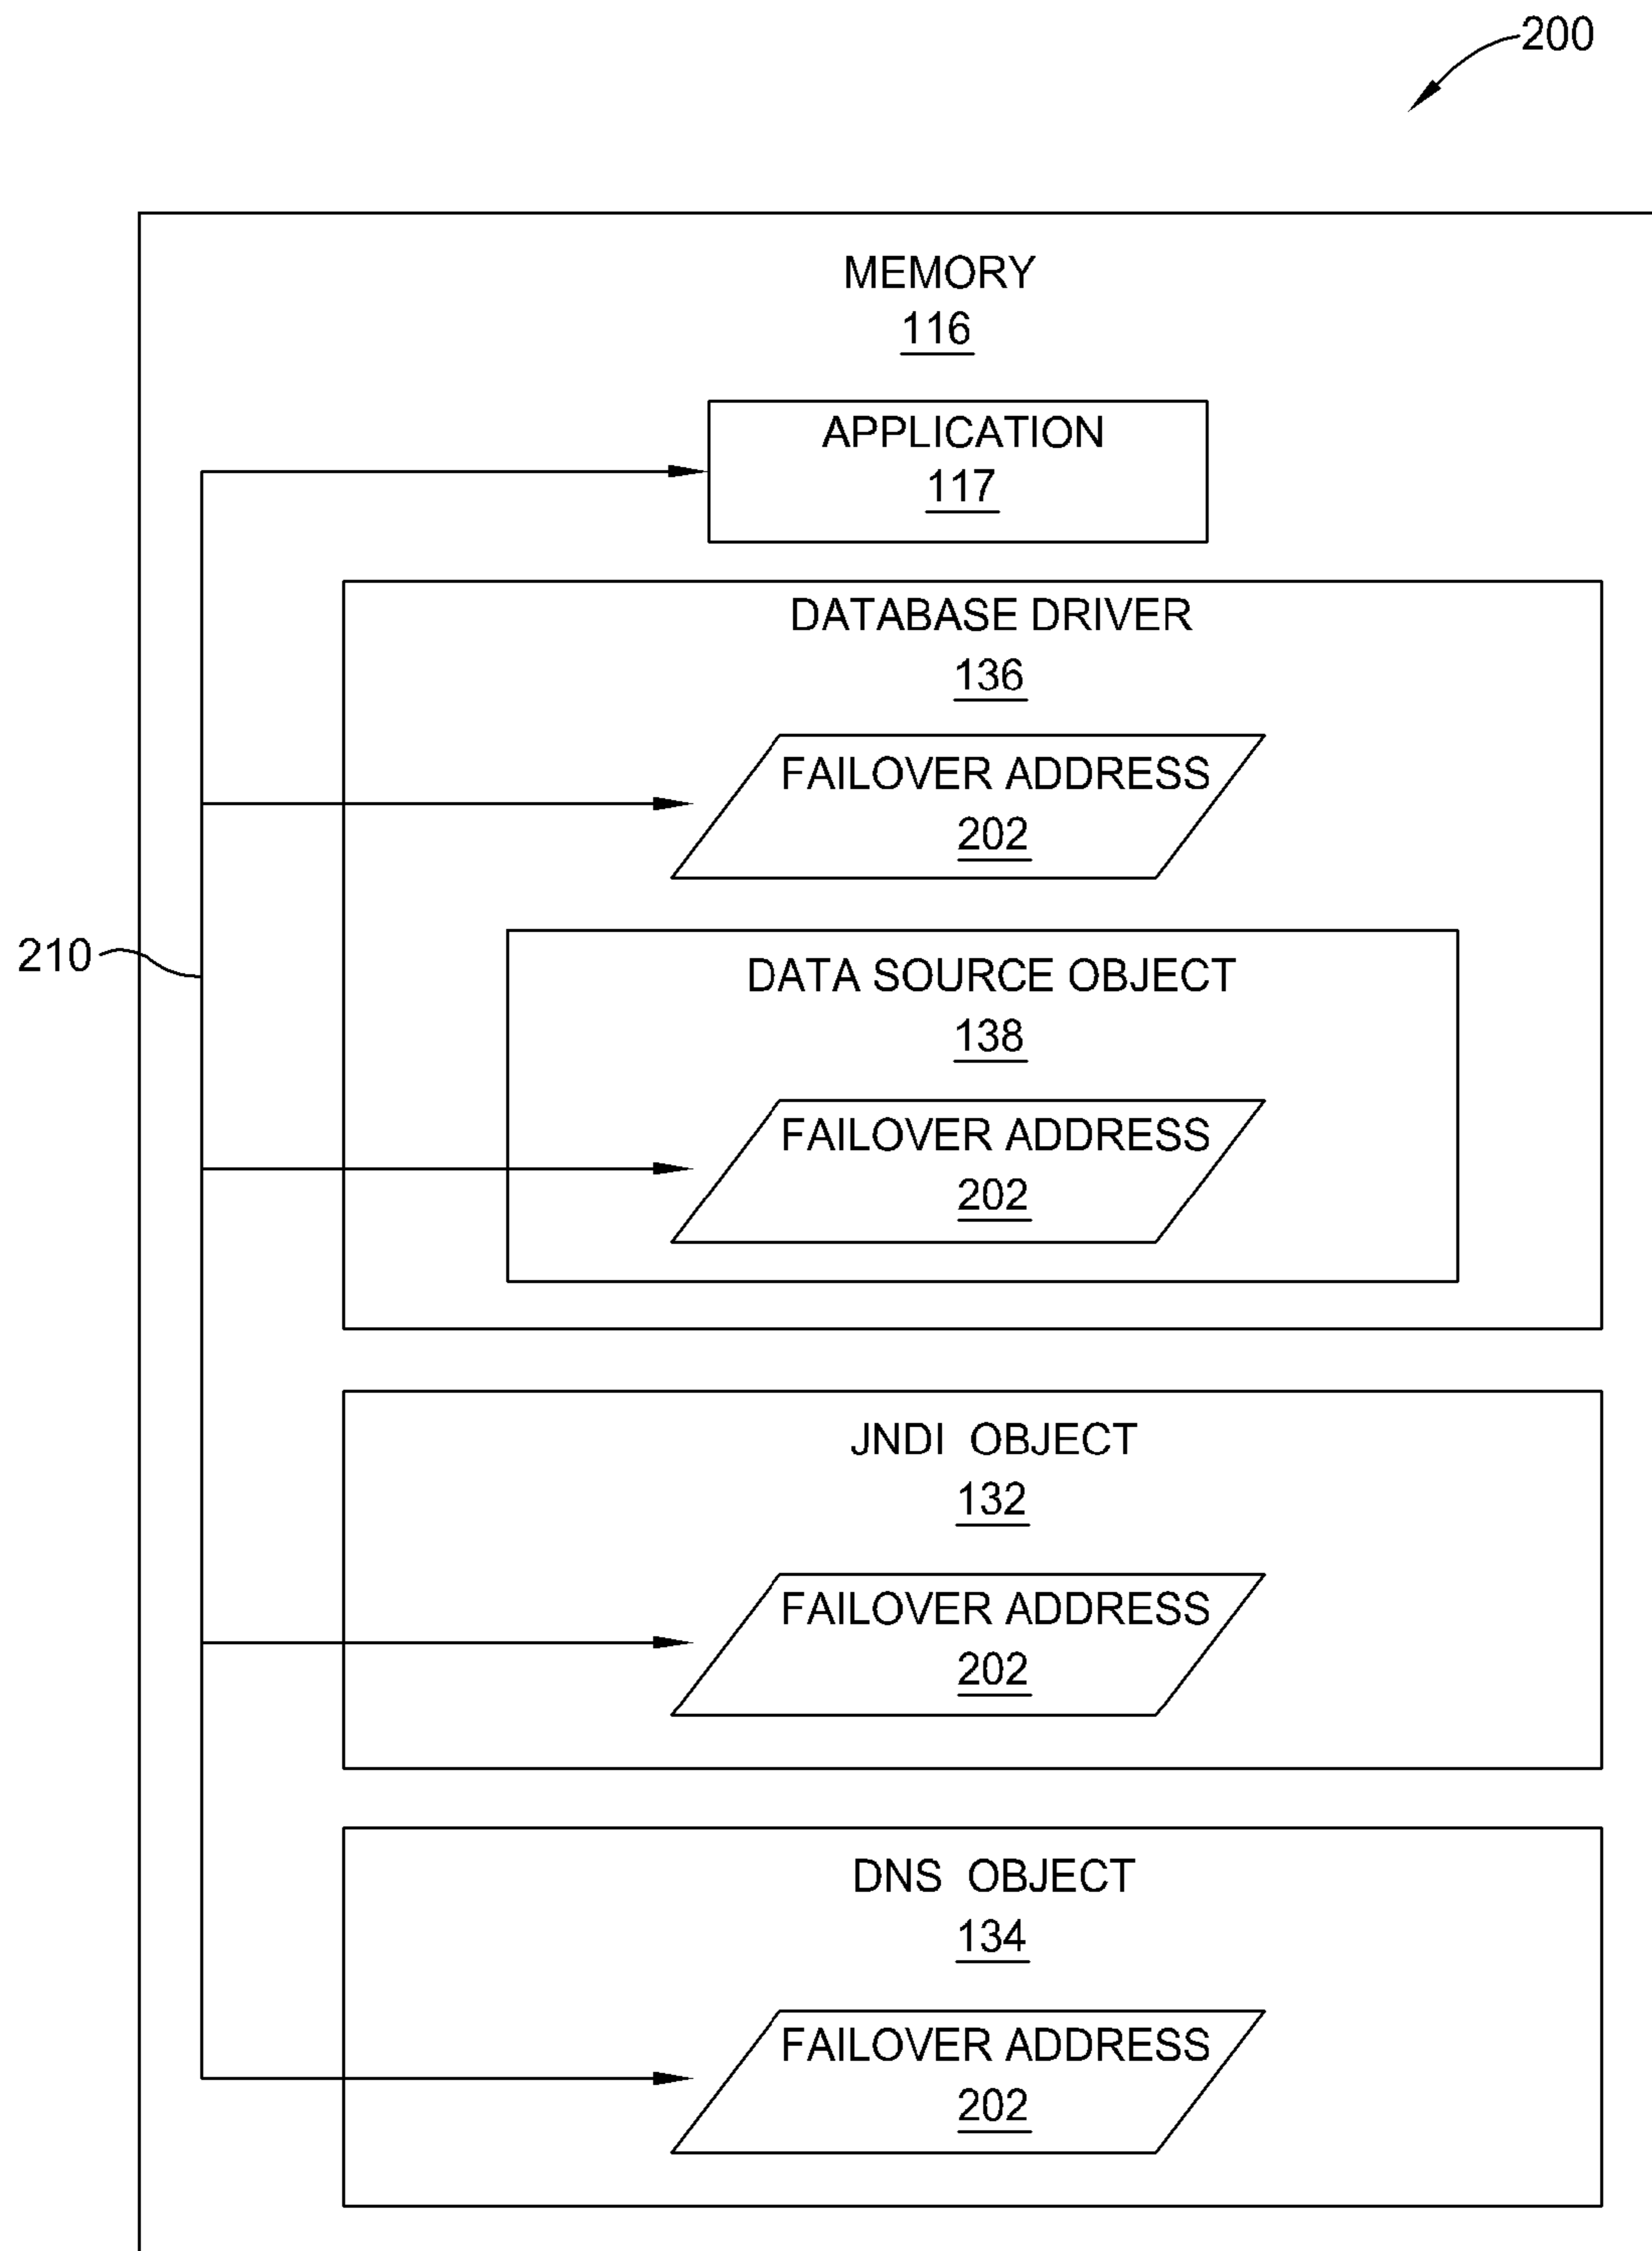 200
MEMORY
116
APPLICATION
117
DATABASE DRIVER
136
FAILOVER ADDRESS
202
210
DATA SOURCE OBJECT
138
FAILOVER ADDRESS
202
JNDI OBJECT
132
FAILOVER ADDRESS
202
DNS OBJECT
134
FAILOVER ADDRESS
202